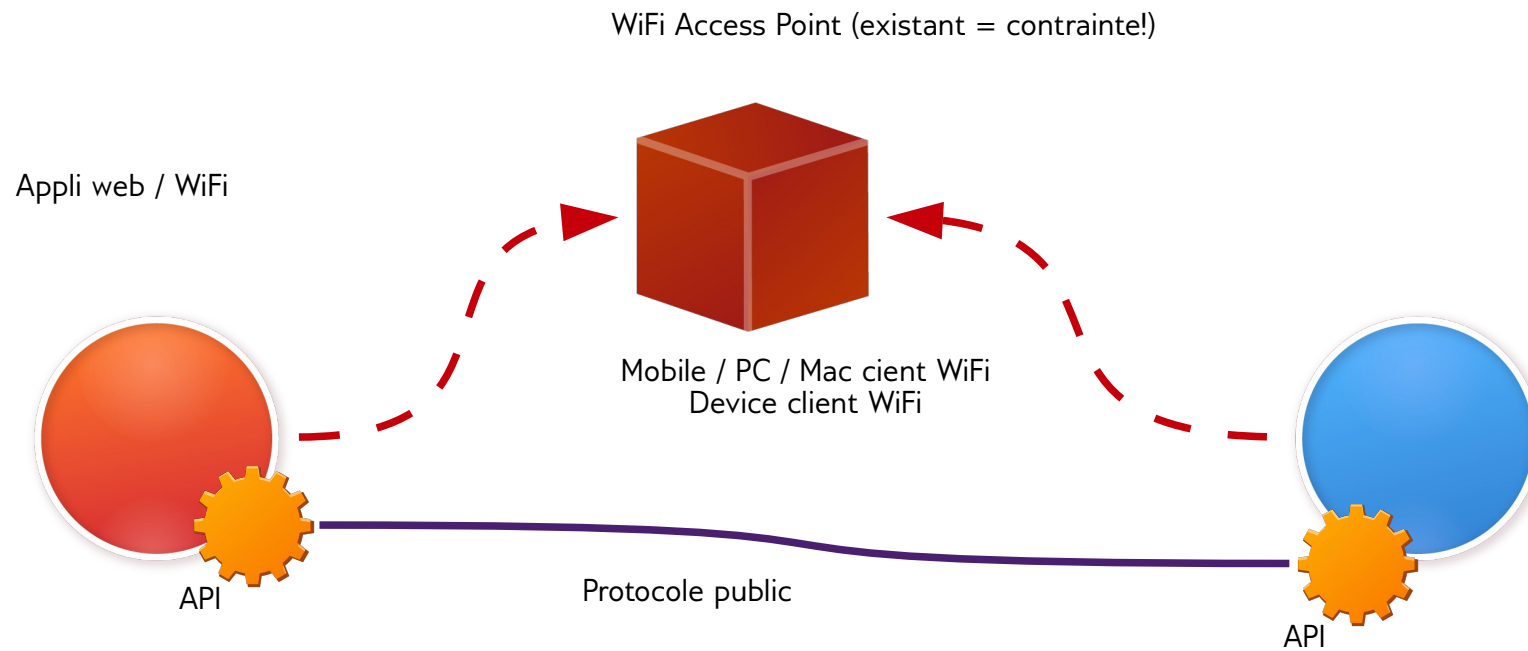 WiFi Access Point (existant = contrainte!)
Appli web / WiFi
Mobile / PC / Mac cient WiFi
Device client WiFi
API
Protocole public
API